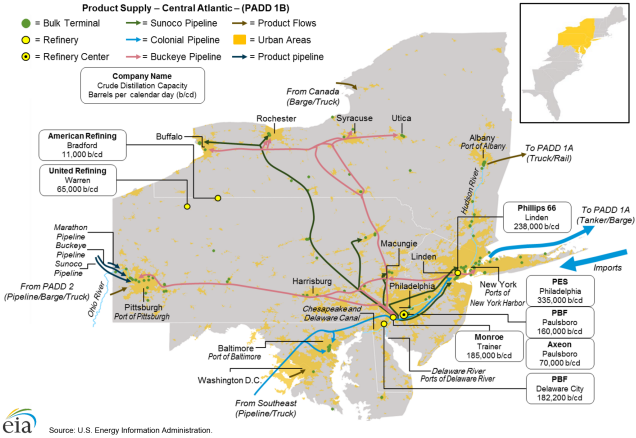 Product Supply – Central Atlantic – (PADD 1B)
= Bulk Terminal
= Sunoco Pipeline
= Product Flows
= Refinery
= Colonial Pipeline
= Urban Areas
= Refinery Center
= Buckeye Pipeline
= Product pipeline
Company Name
Crude Distillation Capacity
Barrels per calendar day (b/cd)
From Canada
(Barge/Truck)
American Refining
Bradford
11,000 b/cd
United Refining
Warren
65,000 b/cd
Buffalo
Rochester
Syracuse
Utica
Albany
Port of Albany
To PADD 1A
(Truck/Rail)
Hudson River
Phillips 66
Linden
238,000 b/cd
To PADD 1A
(Tanker/Barge)
Imports
Marathon
Pipeline
Buckeye
Pipeline
Sunoco
Pipeline
From PADD 2
(Pipeline/Barge/Truck)
Ohio River
Pittsburgh
Port of Pittsburgh
Harrisburg
Macungie
Linden
Philadelphia
New York
Ports of
New York Harbor
Chesapeake and
Delaware Canal
Baltimore
Port of Baltimore
Washington D.C.
From Southeast
(Pipeline/Truck)
Delaware River
Ports of Delaware River
Monroe
Trainer
185,000 b/cd
PES
Philadelphia
335,000 b/cd
PBF
Paulsboro
160,000 b/cd
Axeon
Paulsboro
70,000 b/cd
PBF
Delaware City
182,200 b/cd
eia
Source: U.S. Energy Information Administration.